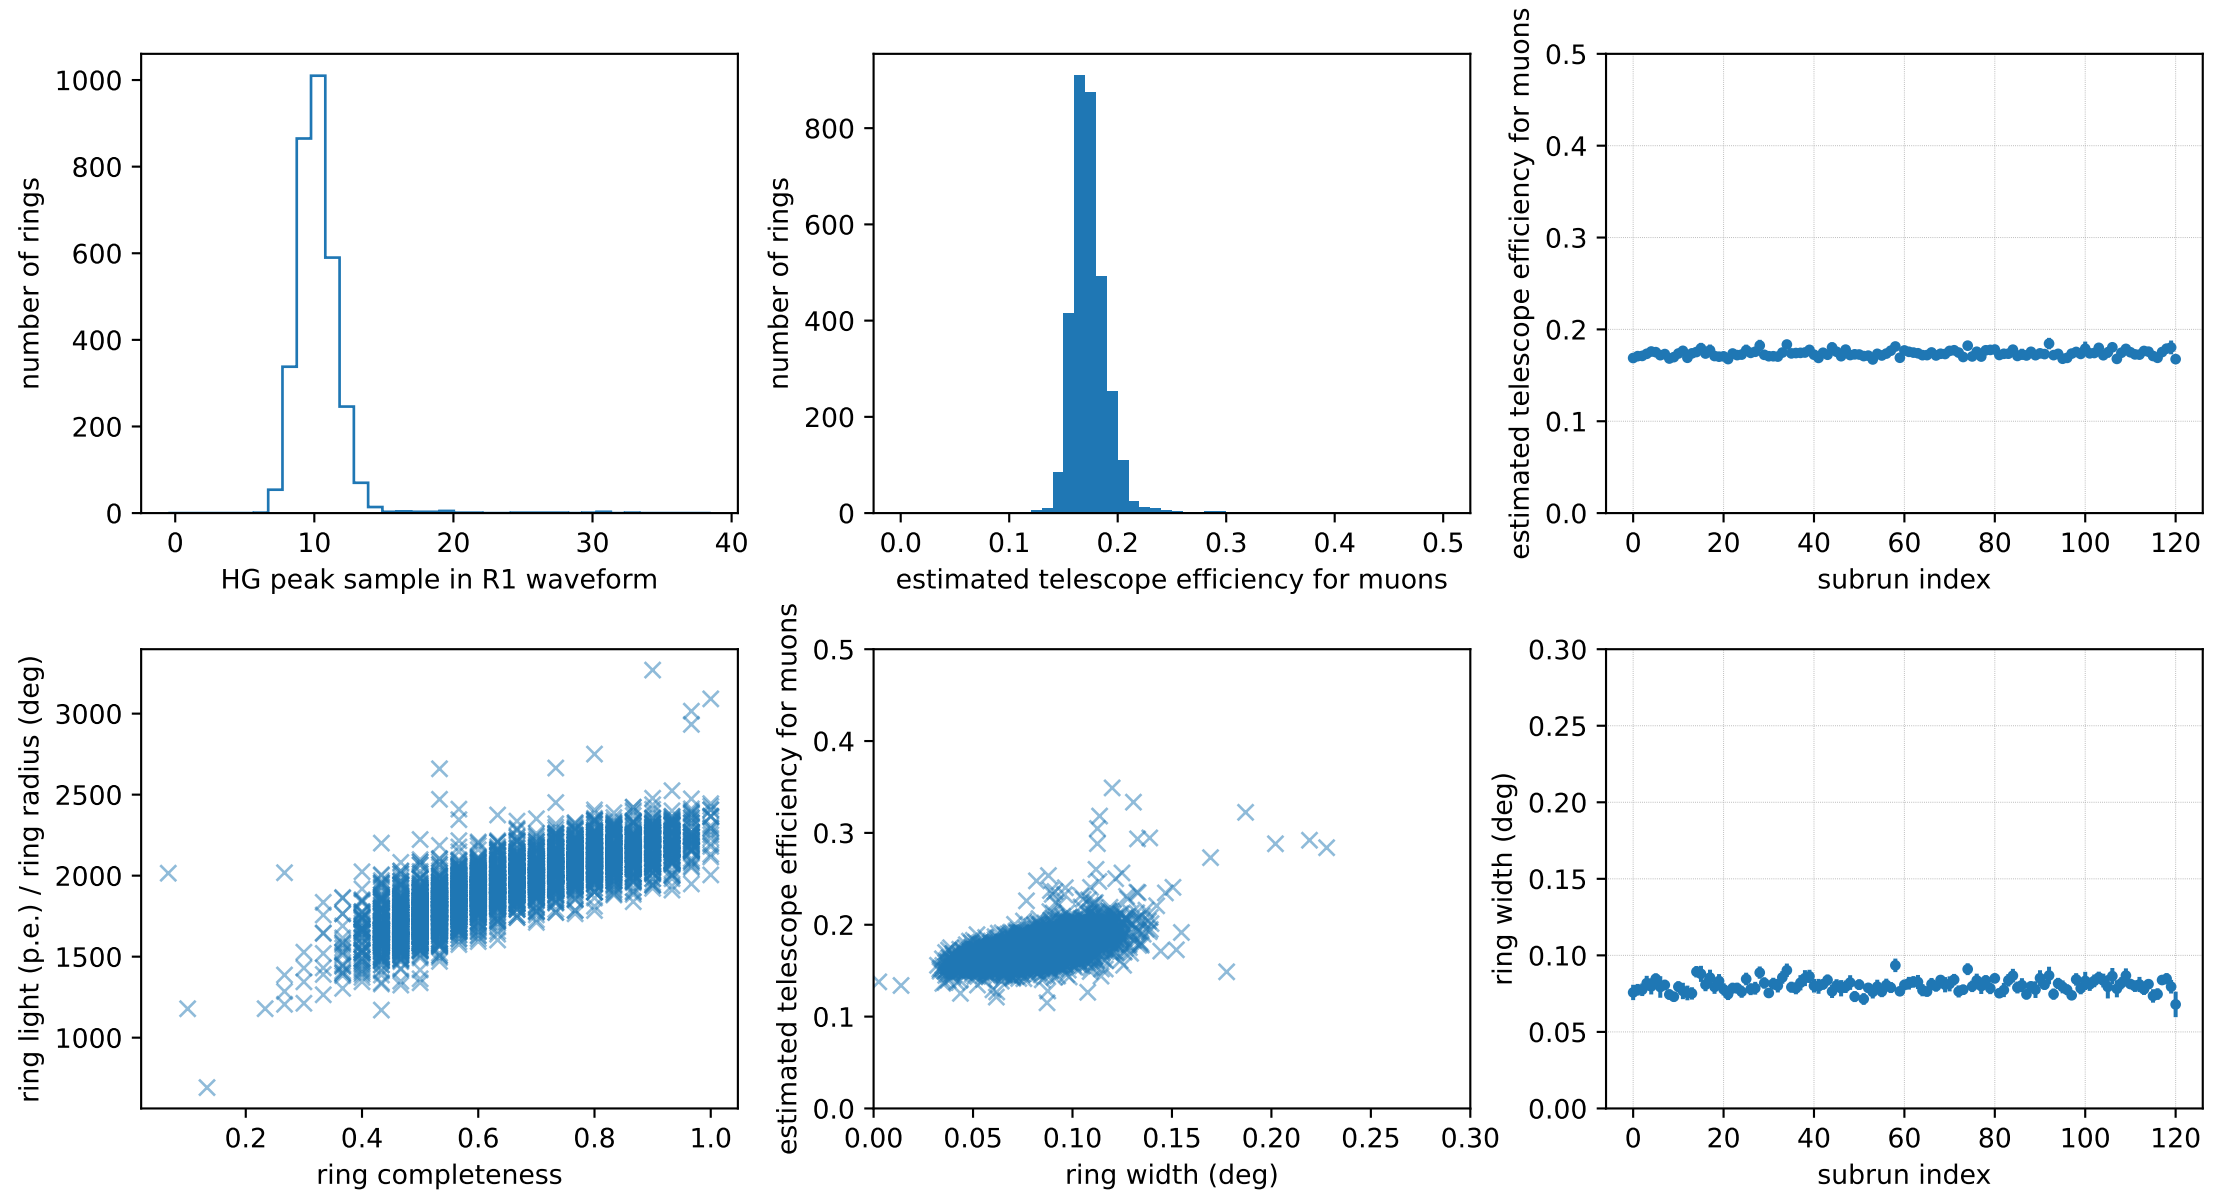 number of rings
1000
800
600
400
200
0
0 10 20 30 40
HG peak sample in R1 waveform
number of rings
800
600
400
200
0
0.0 0.1 0.2 0.3 0.4 0.5
estimated telescope efficiency for muons
estimated telescope efficiency for muons
0.5
0.4
0.3
0.2
0.1
0.0
0 20 40 60 80 100 120
subrun index
ring light (p.e.) / ring radius (deg)
3000
2500
2000
1500
1000
0.2 0.4 0.6 0.8 1.0
ring completeness
estimated telescope efficiency for muons
0.5
0.4
0.3
0.2
0.1
0.0
0.00 0.05 0.10 0.15 0.20 0.25 0.30
ring width (deg)
ring width (deg)
0.30
0.25
0.20
0.15
0.10
0.05
0.00
0 20 40 60 80 100 120
subrun index